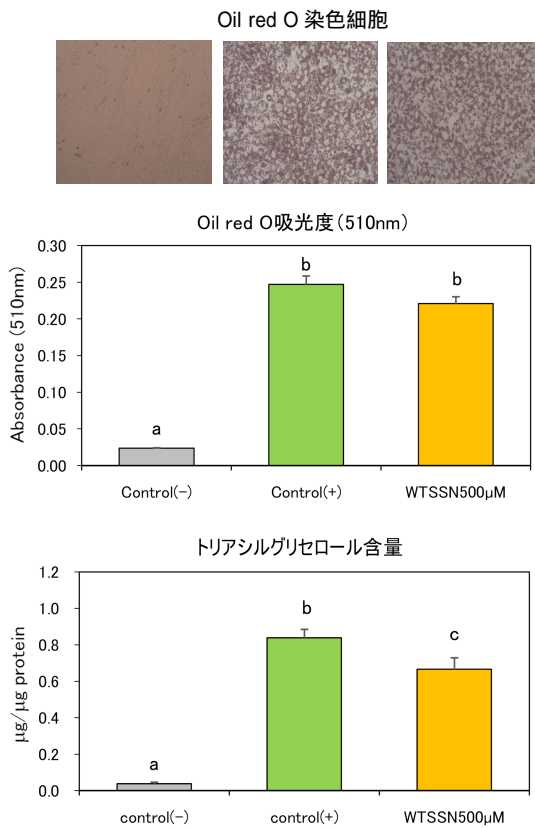 Oil red O 染色細胞
Oil red O吸光度（510nm）
Absorbance (510nm)
0.30
0.25
0.20
0.15
0.10
0.05
0.00
a
b
b
Control(-)
Control(+)
WTSSN500μM
トリアシルグリセロール含量
μg/μg protein
1.2
1.0
0.8
0.6
0.4
0.2
0.0
a
b
c
control(-)
control(+)
WTSSN500μM